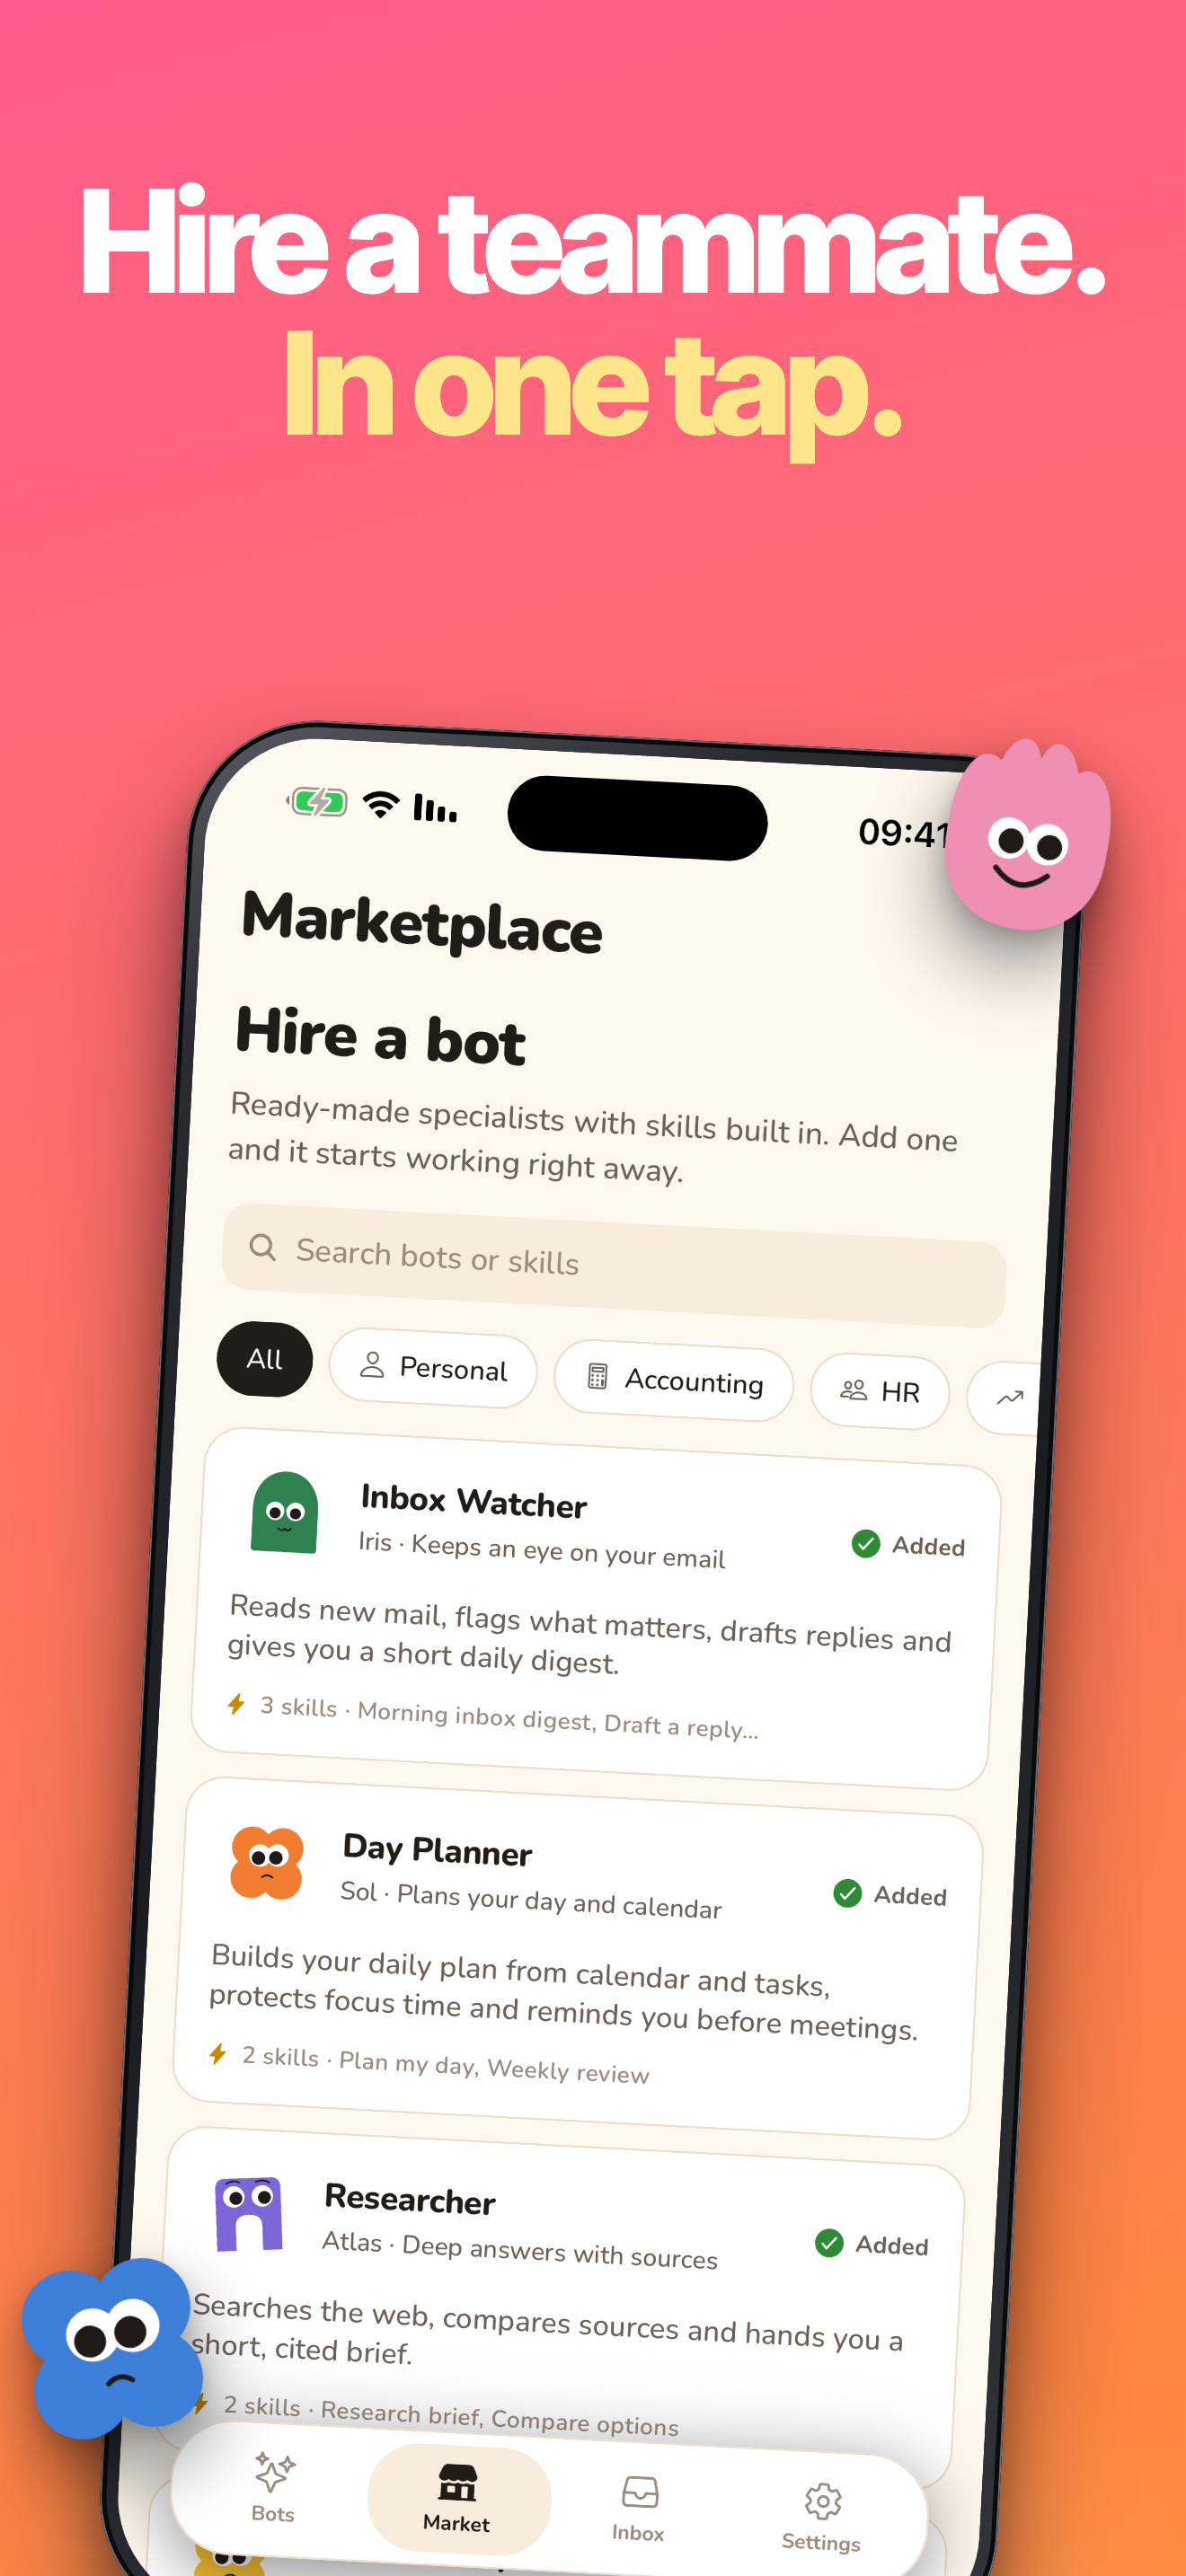 Hire a teammate.
In one tap.
09:41
Marketplace
Hire a bot
Ready-made specialists with skills built in. Add one
and it starts working right away.
Search bots or skills
All
Personal
Accounting
HR
Inbox Watcher
Iris · Keeps an eye on your email
Added
Reads new mail, flags what matters, drafts replies and
gives you a short daily digest.
3 skills · Morning inbox digest, Draft a reply...
Day Planner
Sol · Plans your day and calendar
Added
Builds your daily plan from calendar and tasks,
protects focus time and reminds you before meetings.
2 skills · Plan my day, Weekly review
Researcher
Atlas · Deep answers with sources
Added
Searches the web, compares sources and hands you a
short, cited brief.
2 skills · Research brief, Compare options
Bots
Market
Inbox
Settings